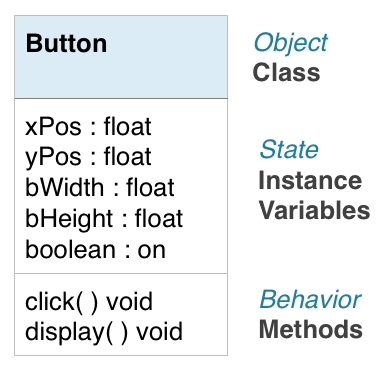 Button
Object
Class
xPos : float
yPos : float
bWidth : float
bHeight : float
boolean : on
State
Instance
Variables
click( ) void
display( ) void
Behavior
Methods